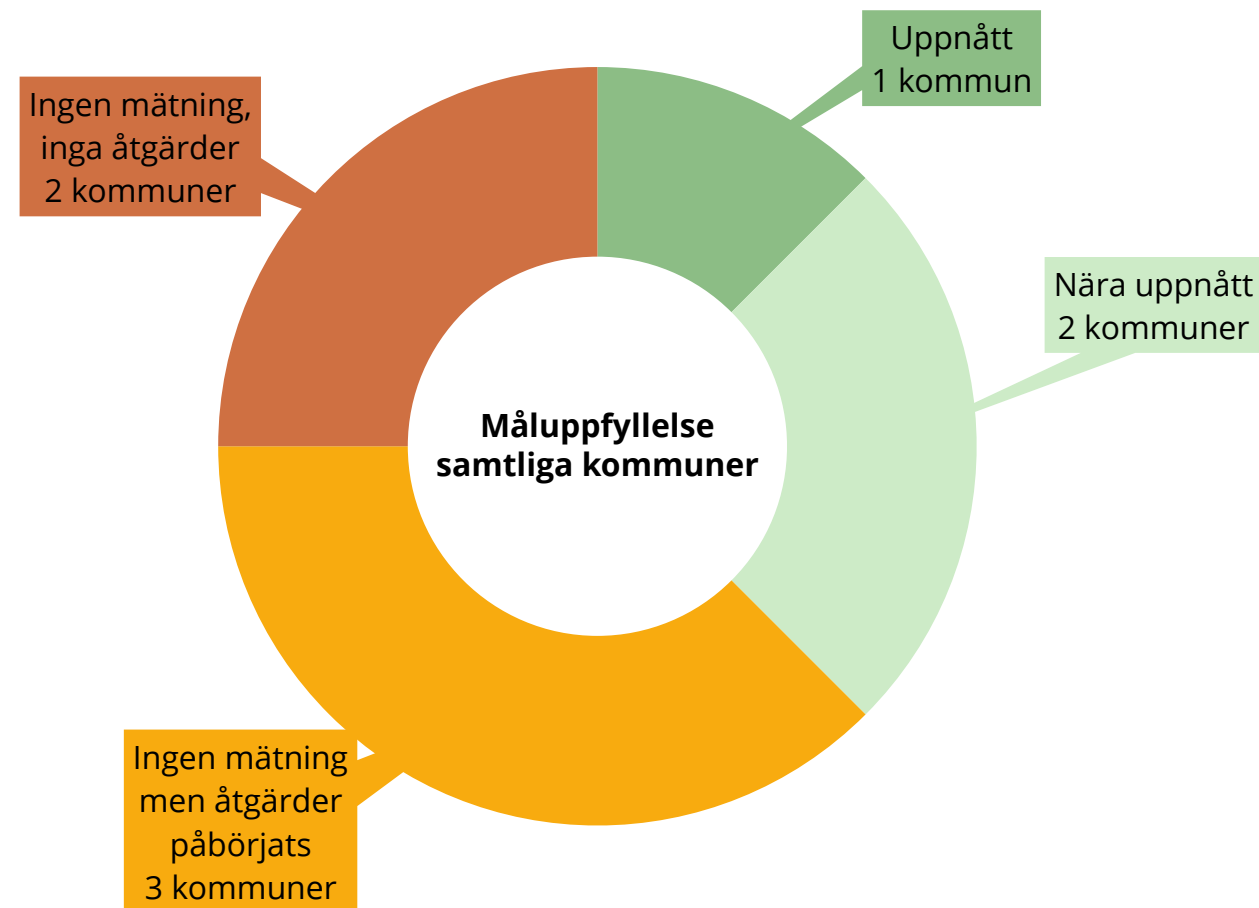 Uppnått
1 kommun
Ingen mätning,
inga åtgärder
2 kommuner
Nära uppnått
2 kommuner
Måluppfyllelse
samtliga kommuner
Ingen mätning
men åtgärder
påbörjats
3 kommuner